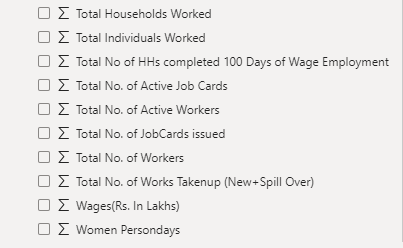 Σ Total Households Worked
Σ Total Individuals Worked
Σ Total No of HHs completed 100 Days of Wage Employment
Σ Total No. of Active Job Cards
Σ Total No. of Active Workers
Σ Total No. of JobCards issued
Σ Total No. of Workers
Σ Total No. of Works Takenup (New+Spill Over)
Σ Wages(Rs. In Lakhs)
Σ Women Persondays